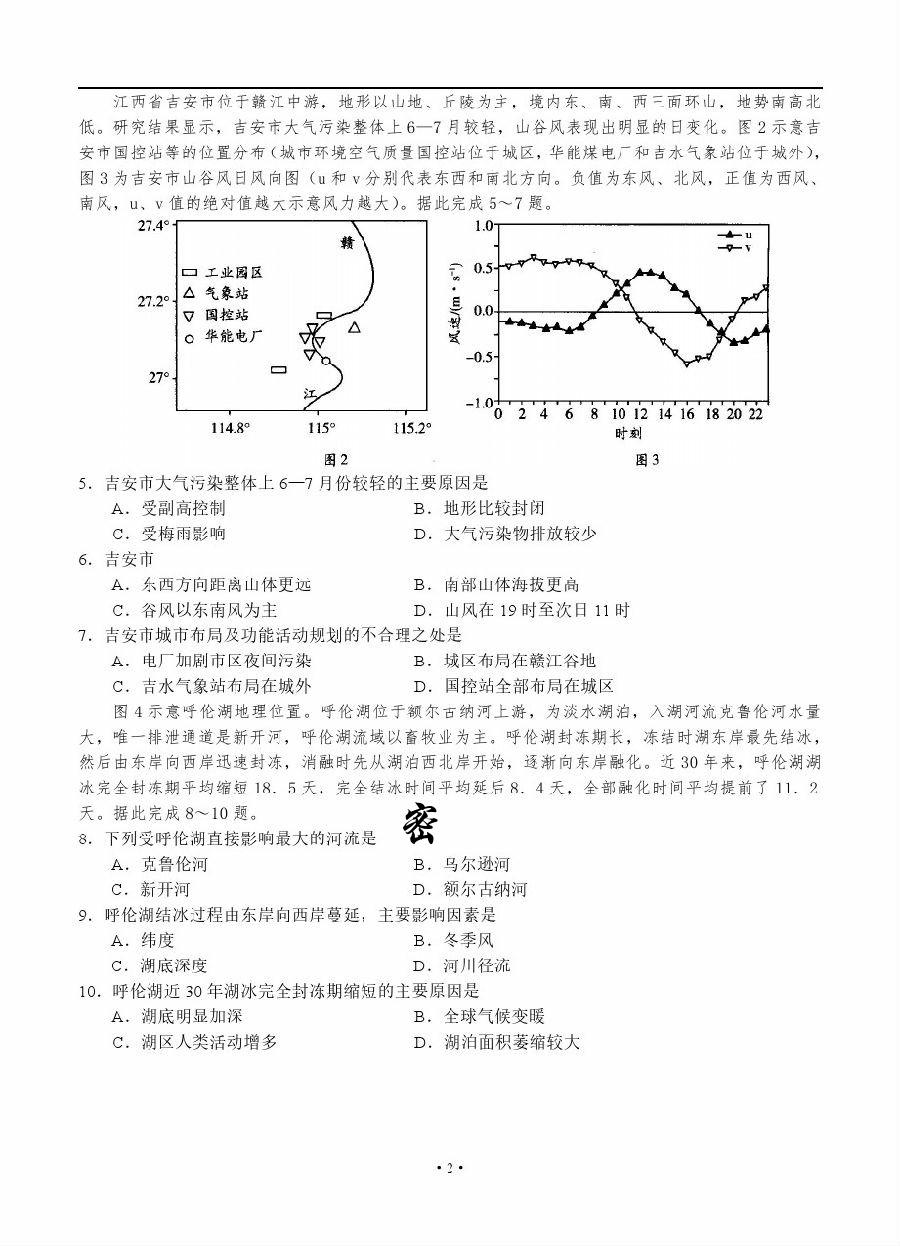 江西省吉安市位于赣江中游，地形以山地、丘陵为主，境内东、南、西三面环山，地势南高北
低。研究结果显示，吉安市大气污染整体上 6—7 月较轻，山谷风表现出明显的日变化。图 2 示意吉
安市国控站等的位置分布（城市环境空气质量国控站位于城区，华能煤电厂和吉水气象站位于城外），
图 3 为吉安市山谷风日风向图（u 和 v 分别代表东西和南北方向。负值为东风、北风，正值为西风、
南风，u、v 值的绝对值越大示意风力越大）。据此完成 5～7 题。
27.4°
27.2°
27°
114.8° 115° 115.2°
赣
江
工业园区
气象站
国控站
华能电厂
图 2
1.0
0.5
0.0
-0.5
-1.0
风速/(m·s⁻¹)
u
v
0 2 4 6 8 10 12 14 16 18 20 22
时刻
图 3
5．吉安市大气污染整体上 6—7 月份较轻的主要原因是
A．受副高控制 B．地形比较封闭
C．受梅雨影响 D．大气污染物排放较少
6．吉安市
A．东西方向距离山体更远 B．南部山体海拔更高
C．谷风以东南风为主 D．山风在 19 时至次日 11 时
7．吉安市城市布局及功能活动规划的不合理之处是
A．电厂加剧市区夜间污染 B．城区布局在赣江谷地
C．吉水气象站布局在城外 D．国控站全部布局在城区
图 4 示意呼伦湖地理位置。呼伦湖位于额尔古纳河上游，为淡水湖泊，入湖河流克鲁伦河水量
大，唯一排泄通道是新开河，呼伦湖流域以畜牧业为主。呼伦湖封冻期长，冻结时湖东岸最先结冰，
然后由东岸向西岸迅速封冻，消融时先从湖泊西北岸开始，逐渐向东岸融化。近 30 年来，呼伦湖湖
冰完全封冻期平均缩短 18．5 天，完全结冰时间平均延后 8．4 天，全部融化时间平均提前了 11．2
天。据此完成 8～10 题。
密
8．下列受呼伦湖直接影响最大的河流是
A．克鲁伦河 B．乌尔逊河
C．新开河 D．额尔古纳河
9．呼伦湖结冰过程由东岸向西岸蔓延，主要影响因素是
A．纬度 B．冬季风
C．湖底深度 D．河川径流
10．呼伦湖近 30 年湖冰完全封冻期缩短的主要原因是
A．湖底明显加深 B．全球气候变暖
C．湖区人类活动增多 D．湖泊面积萎缩较大
·2·